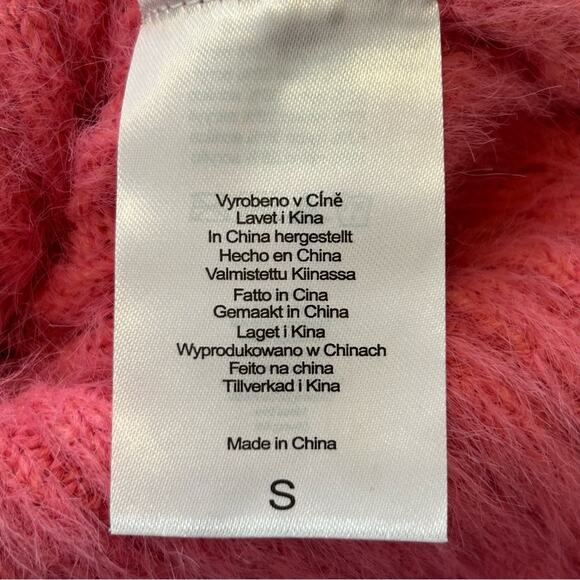 Vyrobeno v Číně
Lavet i Kina
In China hergestellt
Hecho en China
Valmistettu Kiinassa
Fatto in Cina
Gemaakt in China
Laget i Kina
Wyprodukowano w Chinach
Feito na china
Tillverkad i Kina
Made in China
S